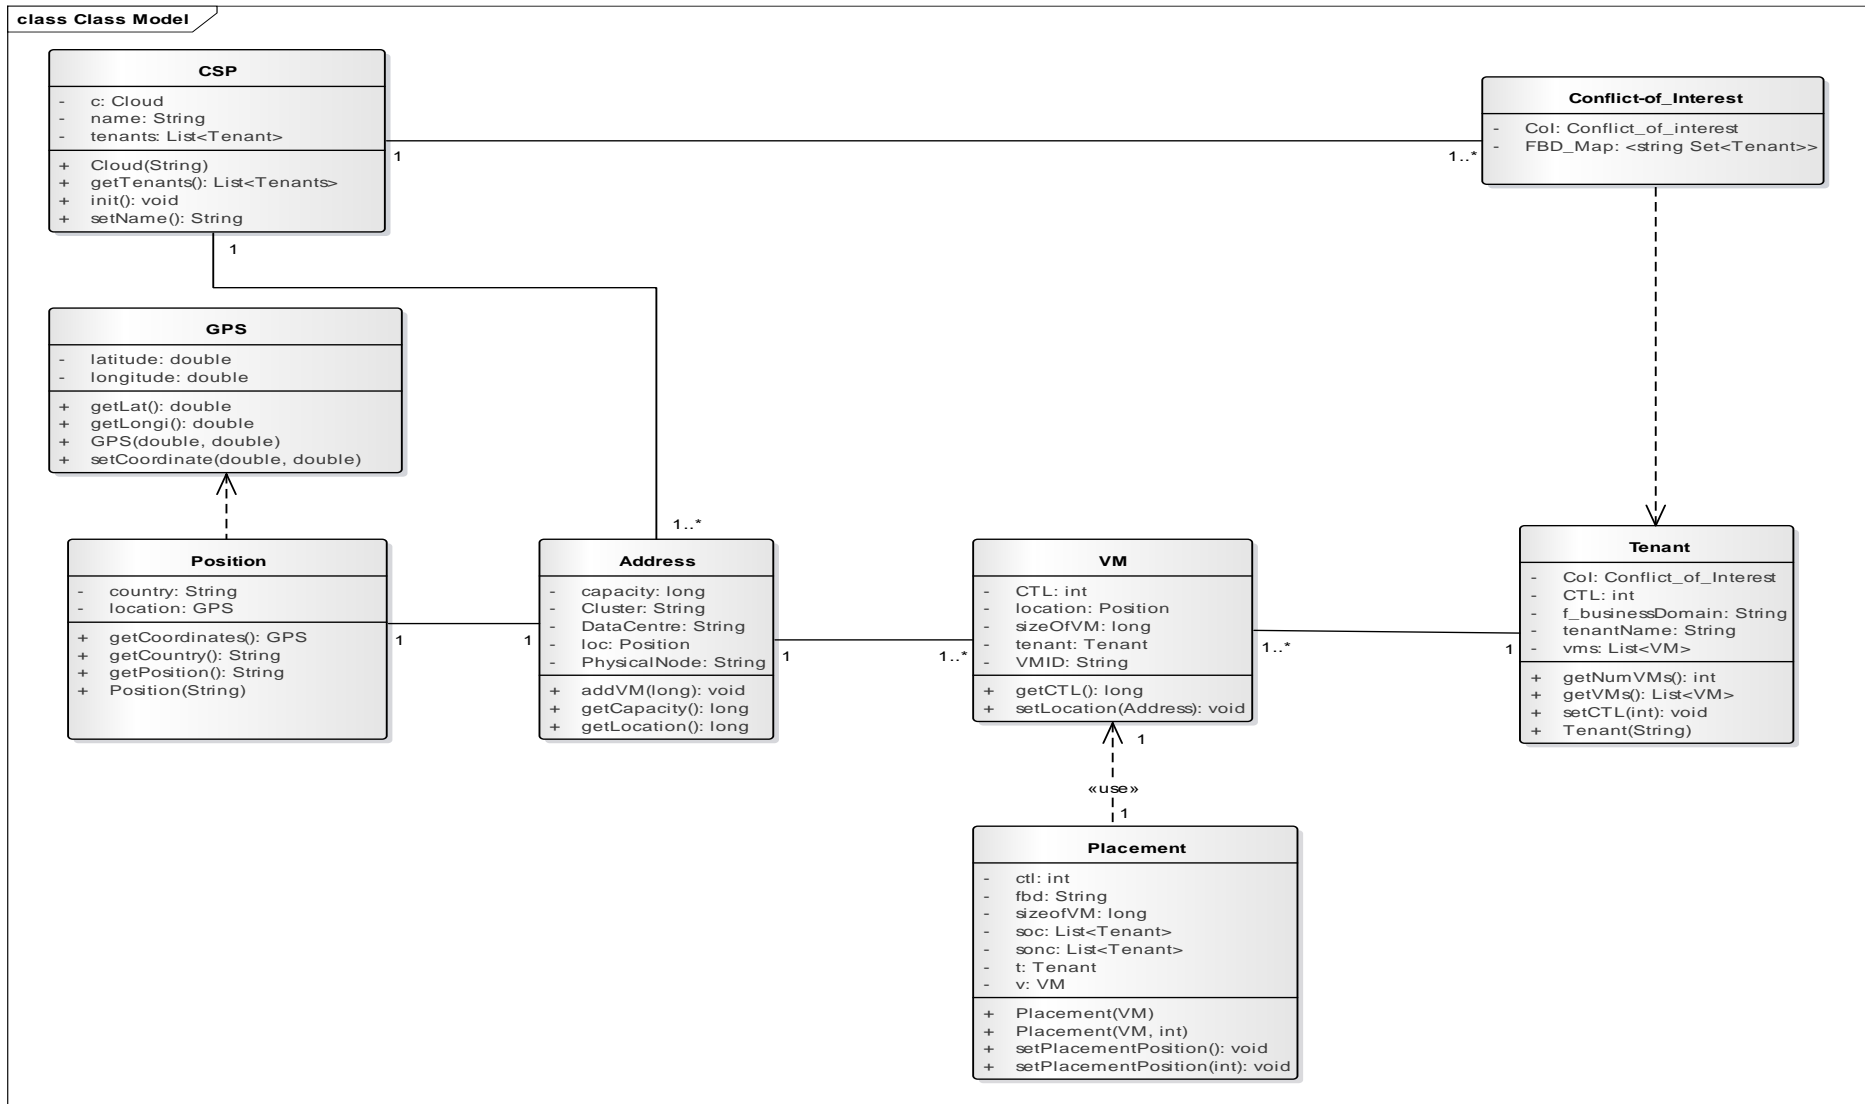 class Class Model
CSP
- c: Cloud
- name: String
- tenants: List<Tenant>
+ Cloud(String)
+ getTenants(): List<Tenants>
+ init(): void
+ setName(): String
1
1..*
Conflict-of_Interest
- CoI: Conflict_of_interest
- FBD_Map: <string Set<Tenant>>
1
1..*
GPS
- latitude: double
- longitude: double
+ getLat(): double
+ getLongi(): double
+ GPS(double, double)
+ setCoordinate(double, double)
Position
- country: String
- location: GPS
+ getCoordinates(): GPS
+ getCountry(): String
+ getPosition(): String
+ Position(String)
1
1
Address
- capacity: long
- Cluster: String
- DataCentre: String
- loc: Position
- PhysicalNode: String
+ addVM(long): void
+ getCapacity(): long
+ getLocation(): long
1
1..*
VM
- CTL: int
- location: Position
- sizeOfVM: long
- tenant: Tenant
- VMID: String
+ getCTL(): long
+ setLocation(Address): void
1..*
1
Tenant
- CoI: Conflict_of_Interest
- CTL: int
- f_businessDomain: String
- tenantName: String
- vms: List<VM>
+ getNumVMs(): int
+ getVMs(): List<VM>
+ setCTL(int): void
+ Tenant(String)
1
«use»
1
Placement
- ctl: int
- fbd: String
- sizeofVM: long
- soc: List<Tenant>
- sonc: List<Tenant>
- t: Tenant
- v: VM
+ Placement(VM)
+ Placement(VM, int)
+ setPlacementPosition(): void
+ setPlacementPosition(int): void